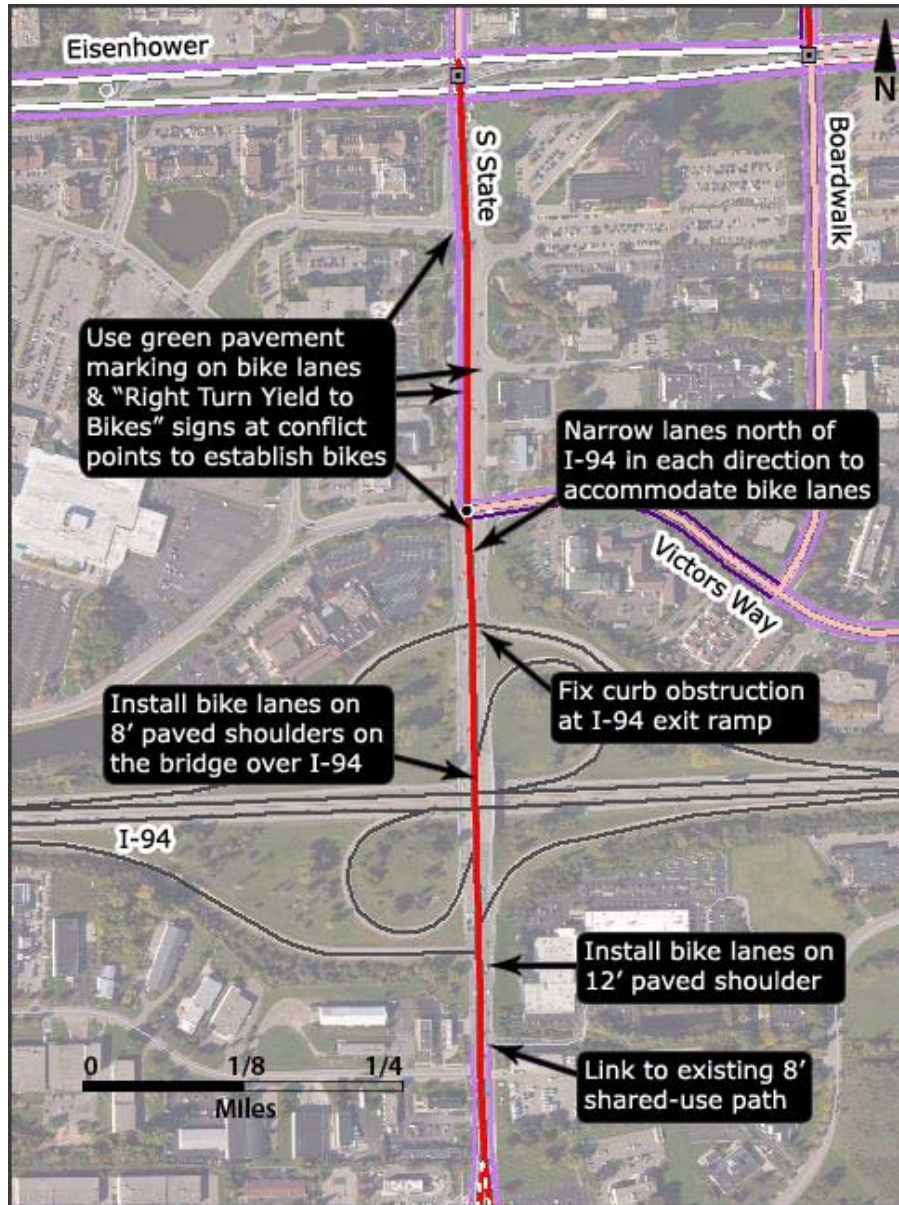 Eisenhower
N
S State
Boardwalk
Use green pavement
marking on bike lanes
& “Right Turn Yield to
Bikes” signs at conflict
points to establish bikes
Narrow lanes north of
I-94 in each direction to
accommodate bike lanes
Victors Way
Install bike lanes on
8’ paved shoulders on
the bridge over I-94
Fix curb obstruction
at I-94 exit ramp
I-94
Install bike lanes on
12’ paved shoulder
0 1/8 1/4
Miles
Link to existing 8’
shared-use path